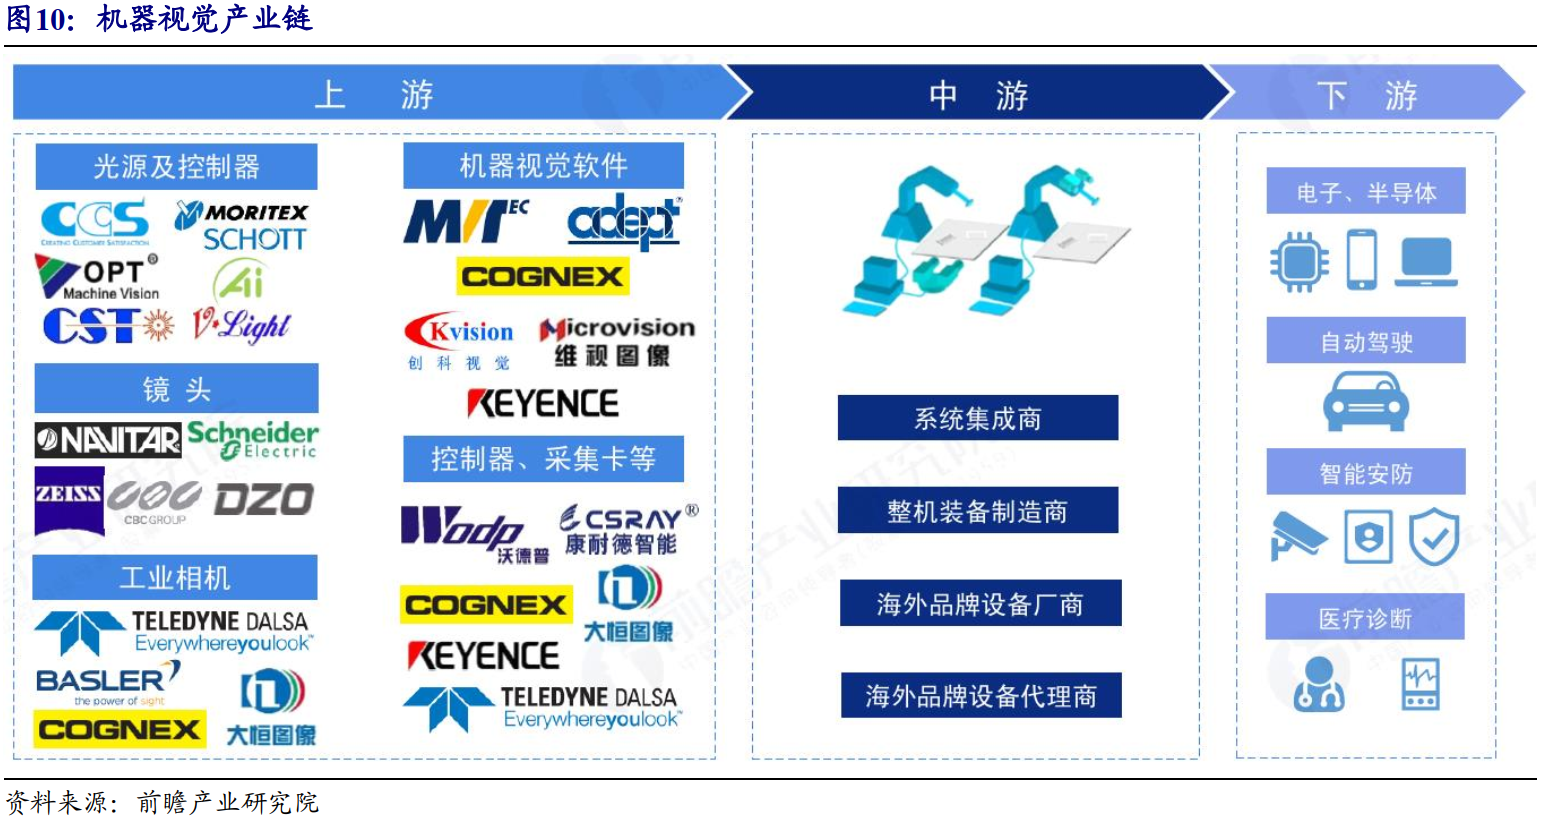 图10：机器视觉产业链
上 游
中 游
下 游
光源及控制器
CCS
CREATING CUSTOMER SATISFACTION
MORITEX
SCHOTT
OPT®
Machine Vision
Ai
CST
V·Light
镜 头
NAVITAR
Schneider
Electric
ZEISS
CBC GROUP
DZO
工业相机
TELEDYNE DALSA
Everywhereyoulook™
BASLER
the power of sight
COGNEX
大恒图像
机器视觉软件
MVTEC
adept®
COGNEX
CKvision
创科视觉
Microvision
维视图像
KEYENCE
控制器、采集卡等
Wodp
沃德普
CSRAY®
康耐德智能
COGNEX
大恒图像
KEYENCE
TELEDYNE DALSA
Everywhereyoulook™
系统集成商
整机装备制造商
海外品牌设备厂商
海外品牌设备代理商
电子、半导体
自动驾驶
智能安防
医疗诊断
资料来源：前瞻产业研究院